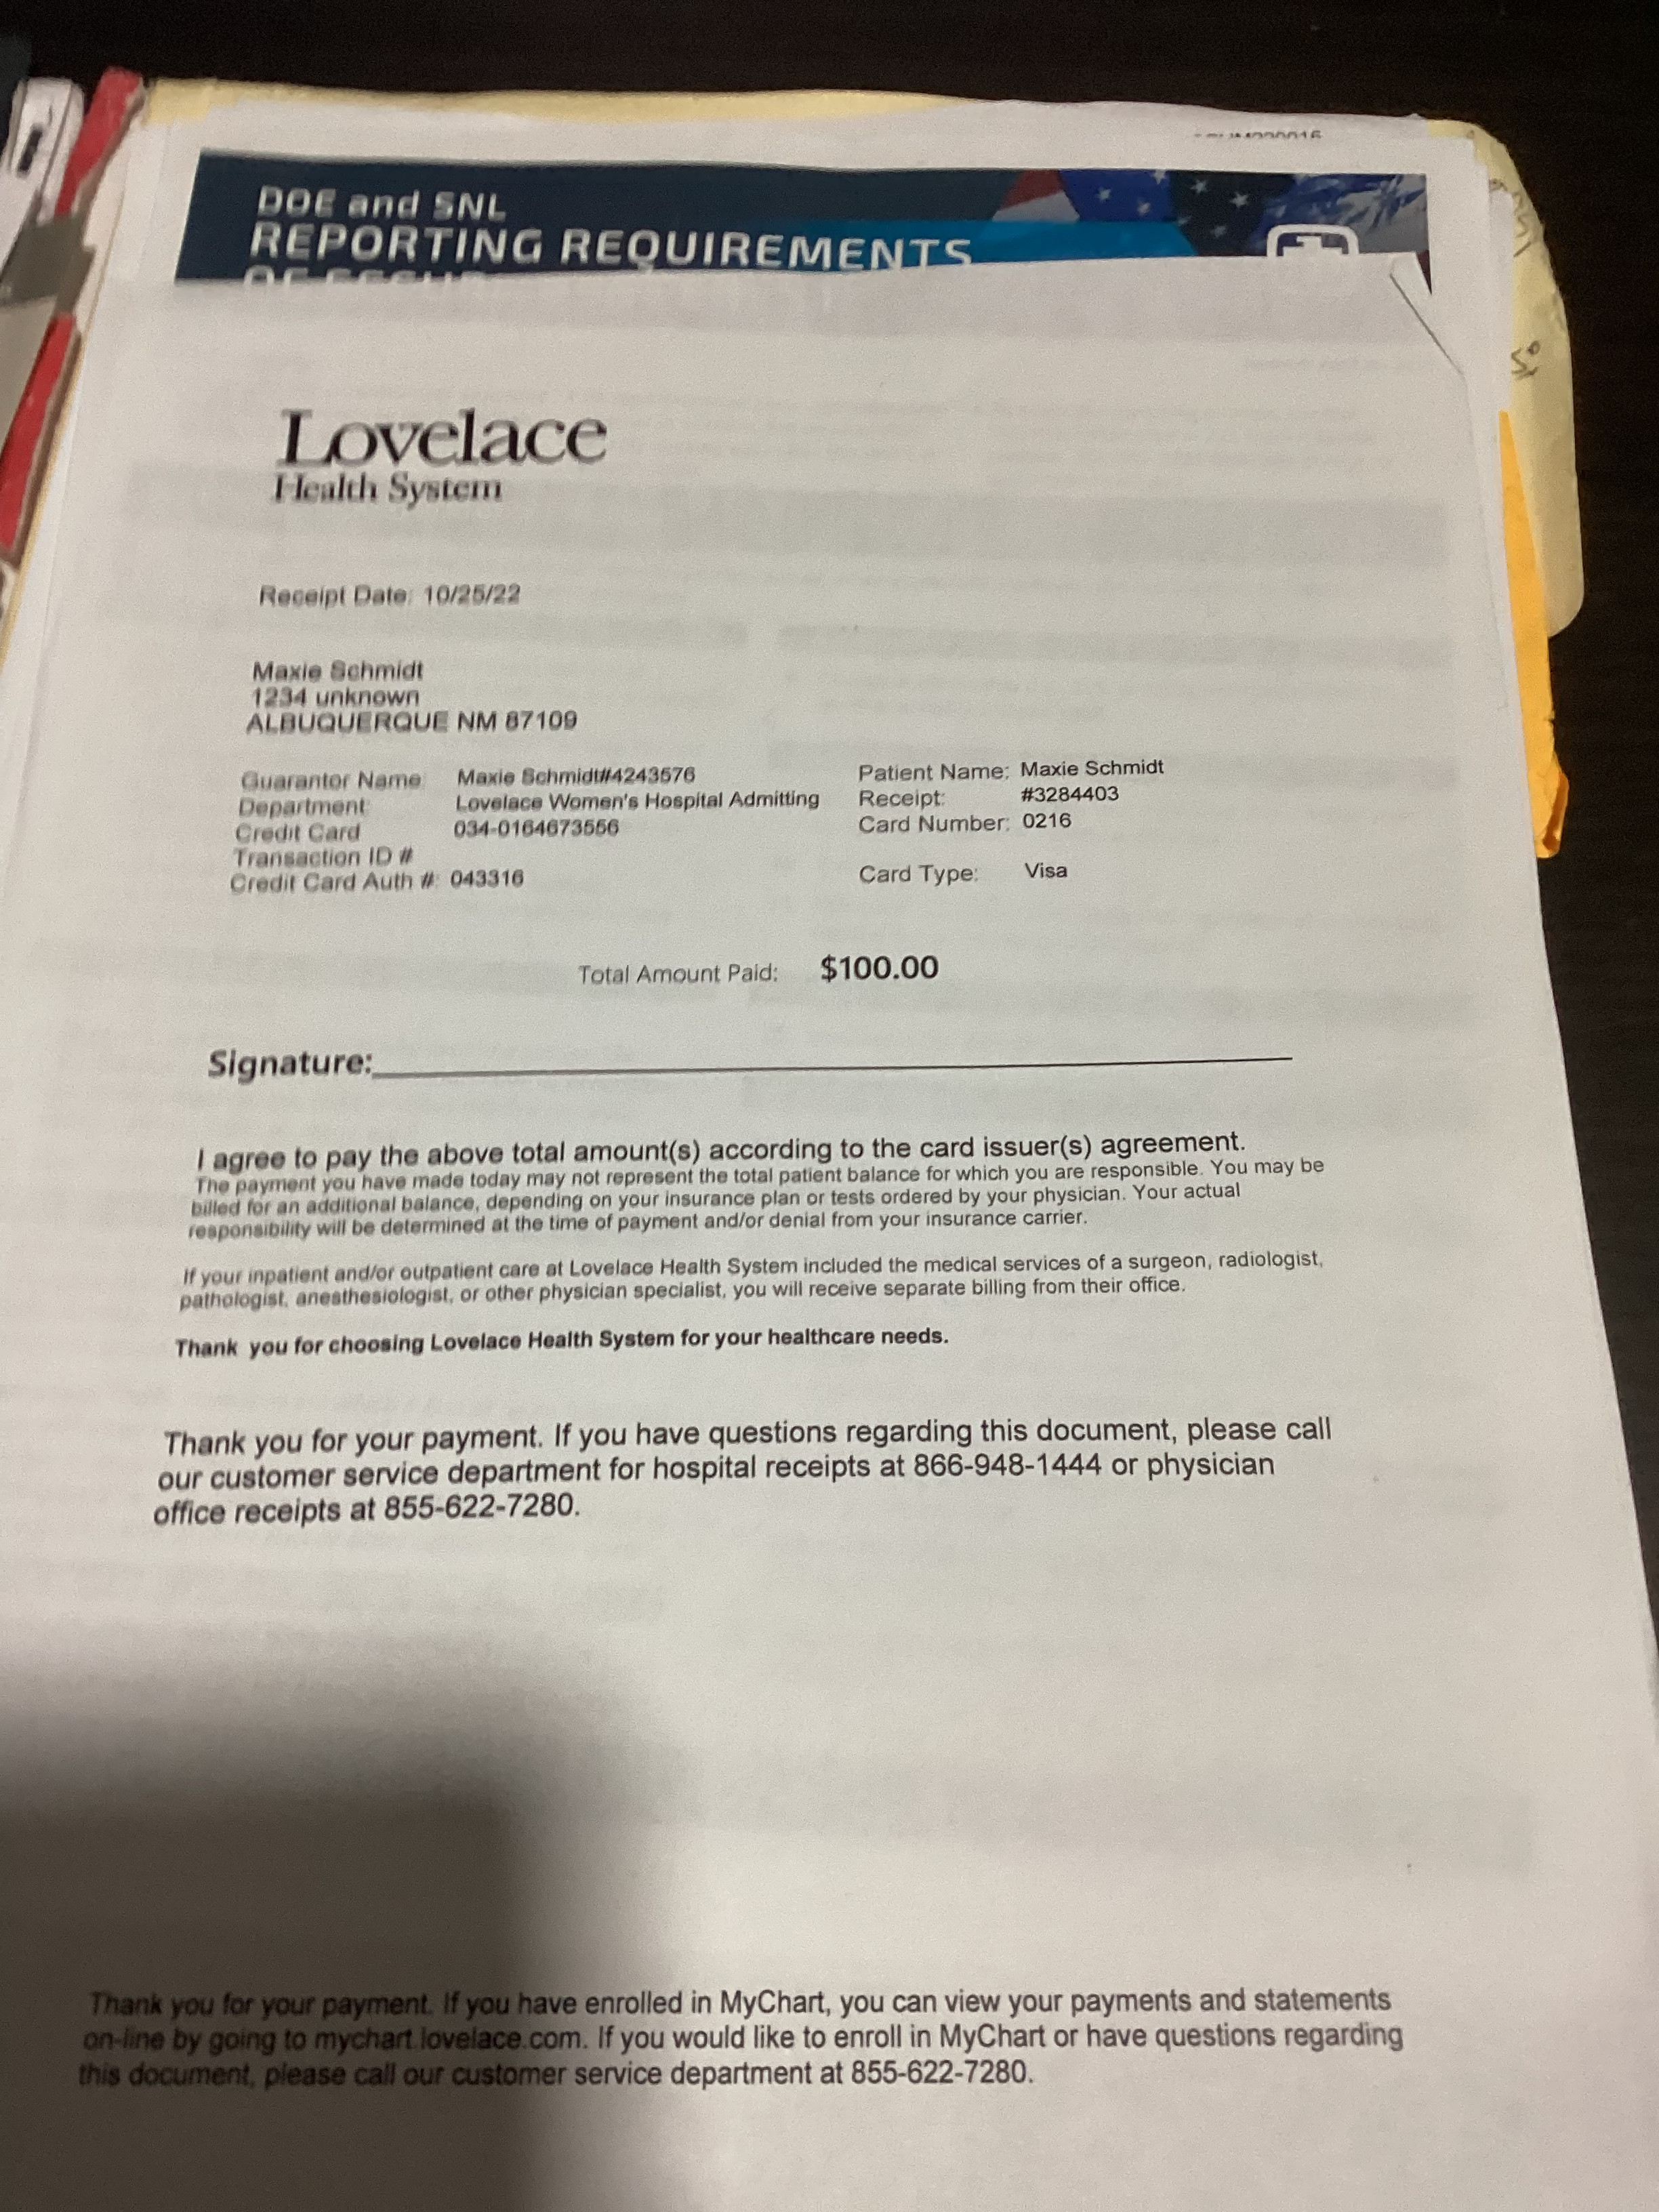 DOE and SNL
REPORTING REQUIREMENTS
Lovelace
Health System
Receipt Date: 10/25/22
Maxie Schmidt
1234 unknown
ALBUQUERQUE NM 87109
Guarantor Name: Maxie Schmidt#4243576 Patient Name: Maxie Schmidt
Department: Lovelace Women's Hospital Admitting Receipt: #3284403
Credit Card 034-0164673556 Card Number: 0216
Transaction ID #
Credit Card Auth #: 043316 Card Type: Visa
Total Amount Paid: $100.00
Signature:
I agree to pay the above total amount(s) according to the card issuer(s) agreement.
The payment you have made today may not represent the total patient balance for which you are responsible. You may be
billed for an additional balance, depending on your insurance plan or tests ordered by your physician. Your actual
responsibility will be determined at the time of payment and/or denial from your insurance carrier.
If your inpatient and/or outpatient care at Lovelace Health System included the medical services of a surgeon, radiologist,
pathologist, anesthesiologist, or other physician specialist, you will receive separate billing from their office.
Thank you for choosing Lovelace Health System for your healthcare needs.
Thank you for your payment. If you have questions regarding this document, please call
our customer service department for hospital receipts at 866-948-1444 or physician
office receipts at 855-622-7280.
Thank you for your payment. If you have enrolled in MyChart, you can view your payments and statements
on-line by going to mychart.lovelace.com. If you would like to enroll in MyChart or have questions regarding
this document, please call our customer service department at 855-622-7280.